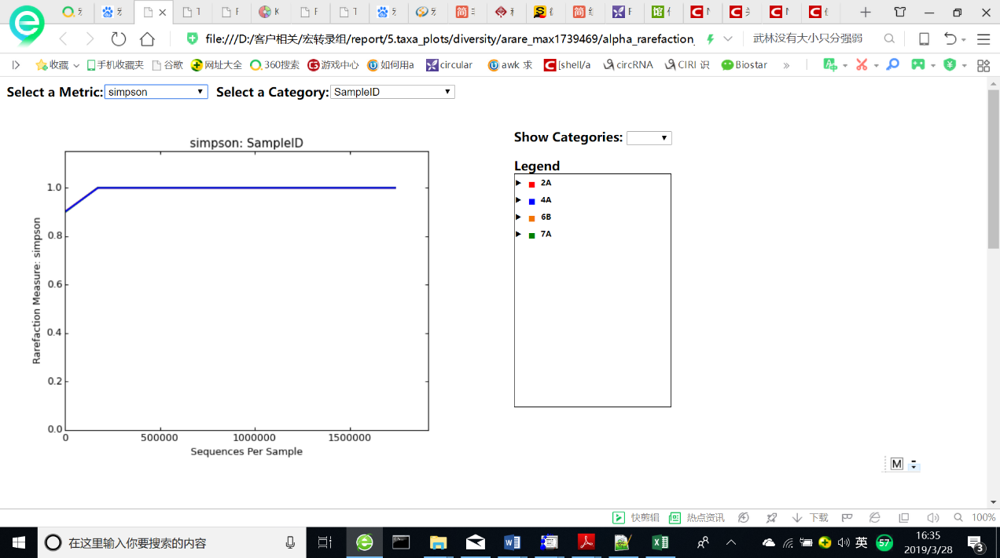 file:///D:/客户相关/宏转录组/report/5.taxa_plots/diversity/arare_max1739469/alpha_rarefaction_
武林没有大小只分强弱
收藏 手机收藏夹 谷歌 网址大全 360搜索 游戏中心 如何用a circular awk 求 [shell/a circRNA CIRI 识 Biostar »
Select a Metric: simpson Select a Category: SampleID
simpson: SampleID
Show Categories:
Legend
2A
4A
6B
7A
Rarefaction Measure: simpson
1.0
0.8
0.6
0.4
0.2
0.0
0 500000 1000000 1500000
Sequences Per Sample
M
快剪辑 热点资讯 下载 100%
在这里输入你要搜索的内容
英 57
16:35
2019/3/28
3